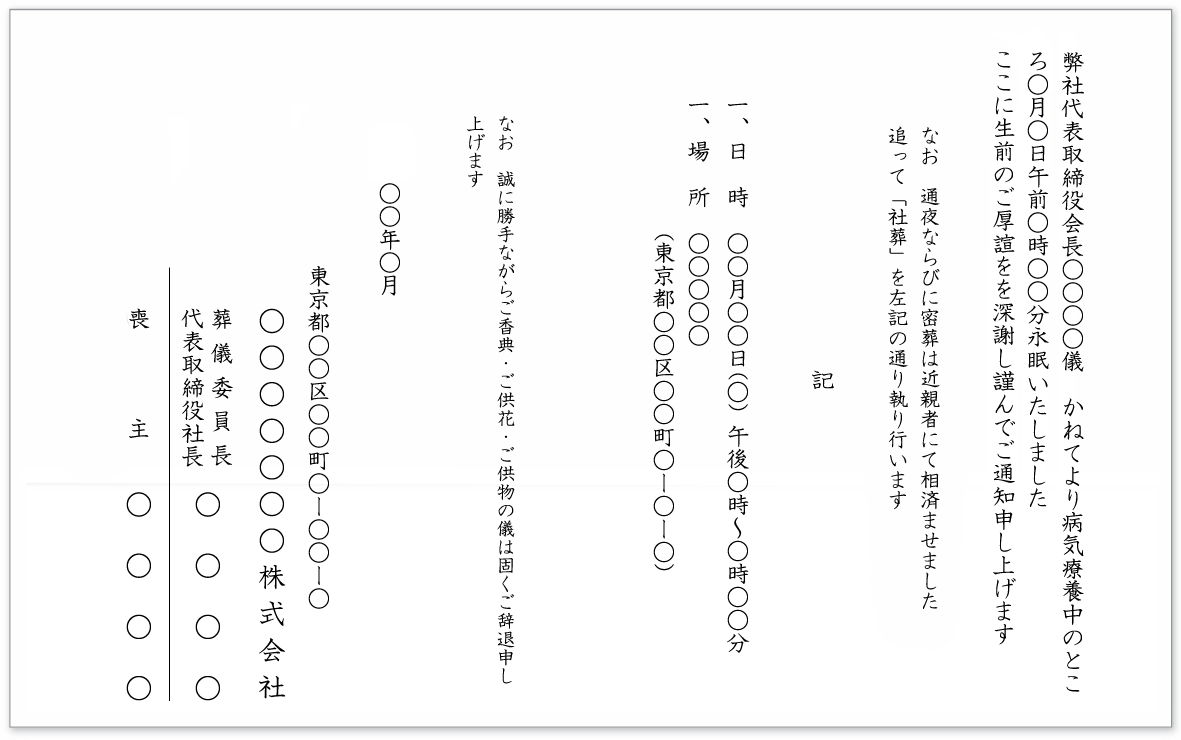 弊社代表取締役会長〇〇〇〇儀　かねてより病気療養中のとこ
ろ〇月〇日午前〇時〇〇分永眠いたしました
ここに生前のご厚誼をを深謝し謹んでご通知申し上げます
なお　通夜ならびに密葬は近親者にて相済ませました
追って「社葬」を左記の通り執り行います
記
一、日　時　〇〇月〇〇日(〇)午後〇時～〇時〇〇分
一、場　所　〇〇〇〇〇
(東京都〇〇区〇〇町〇―〇―〇)
なお　誠に勝手ながらご香典・ご供花・ご供物の儀は固くご辞退申し
上げます
〇〇年〇月
東京都〇〇区〇〇町〇―〇〇―〇
〇〇〇〇〇〇〇株式会社
葬儀委員長
代表取締役社長　〇〇〇〇
喪　主　〇〇〇〇